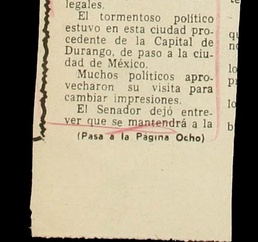 legales.
El tormentoso político
estuvo en esta ciudad pro-
cedente de la Capital de
Durango, de paso a la ciu-
dad de México.
Muchos políticos apro-
vecharon su visita para
cambiar impresiones.
El Senador dejó entre-
ver que se mantendrá a la
(Pasa a la Página Ocho)